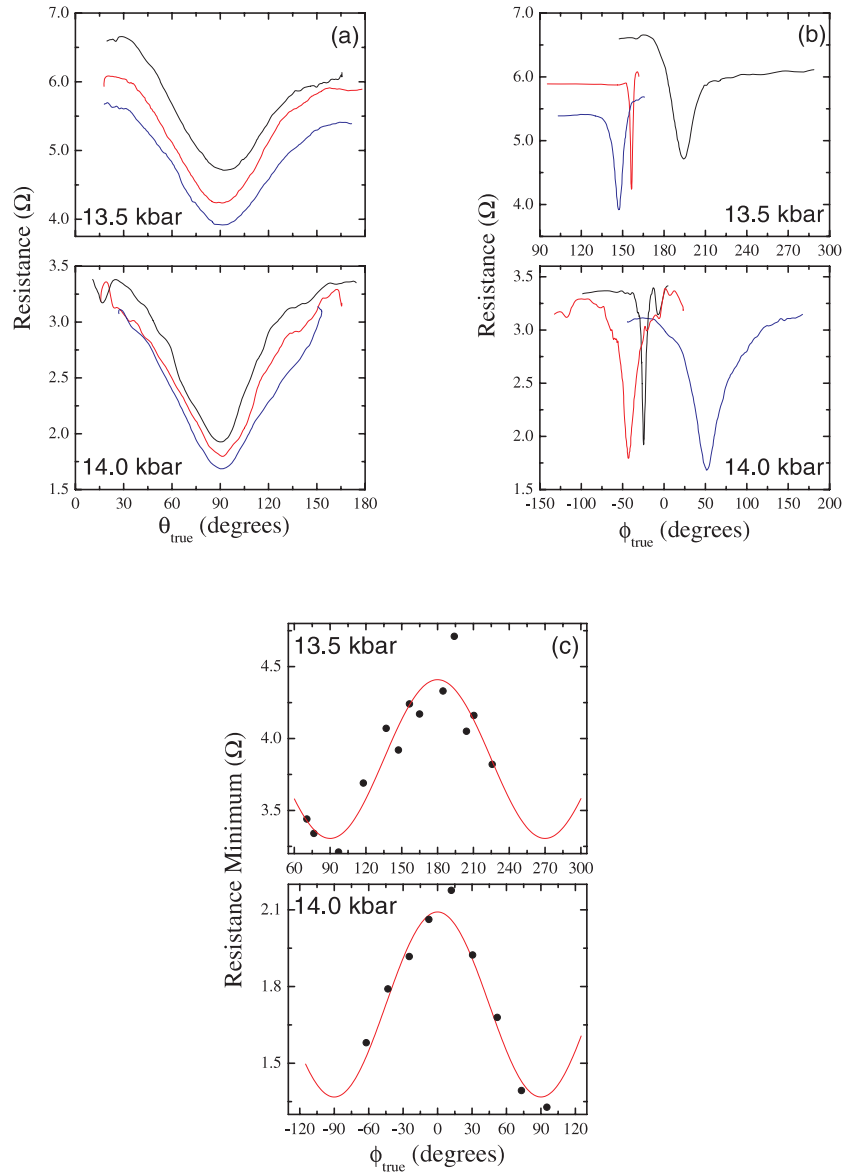 (a)
7.0
6.0
5.0
4.0
13.5 kbar
3.5
3.0
2.5
2.0
1.5
14.0 kbar
0 30 60 90 120 150 180
θtrue (degrees)
Resistance (Ω)
(b)
7.0
6.0
5.0
4.0
13.5 kbar
90 120 150 180 210 240 270 300
3.5
3.0
2.5
2.0
1.5
14.0 kbar
-150 -100 -50 0 50 100 150 200
ϕtrue (degrees)
Resistance (Ω)
13.5 kbar
(c)
4.5
4.0
3.5
60 90 120 150 180 210 240 270 300
14.0 kbar
2.1
1.8
1.5
-120 -90 -60 -30 0 30 60 90 120
ϕtrue (degrees)
Resistance Minimum (Ω)